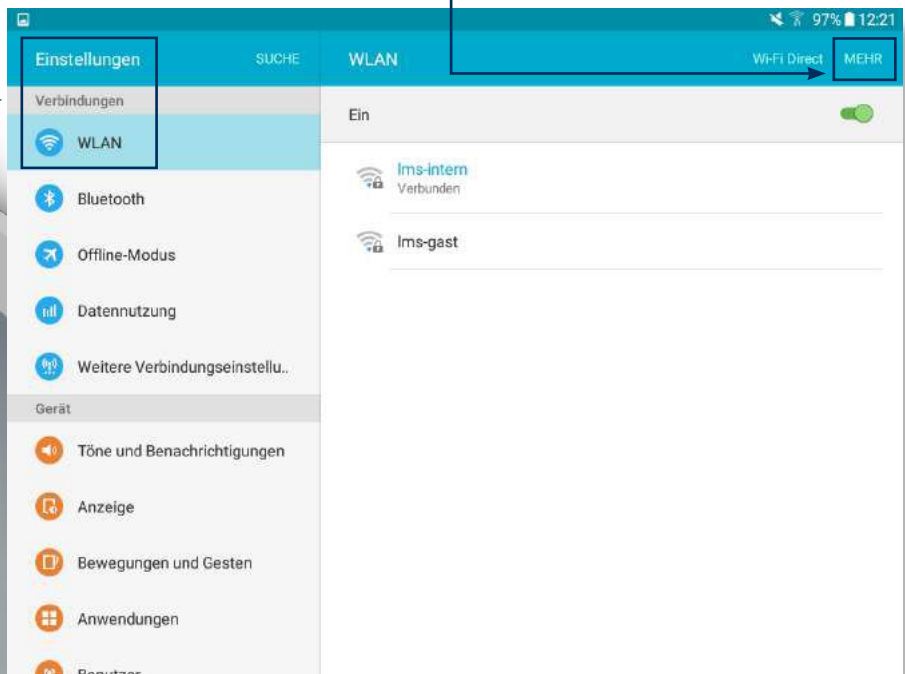 97% 12:21
Einstellungen SUCHE WLAN Wi-Fi Direct MEHR
Verbindungen
Ein
WLAN
lms-intern
Verbunden
Bluetooth
lms-gast
Offline-Modus
Datennutzung
Weitere Verbindungseinstellu..
Gerät
Töne und Benachrichtigungen
Anzeige
Bewegungen und Gesten
Anwendungen
Benutzer